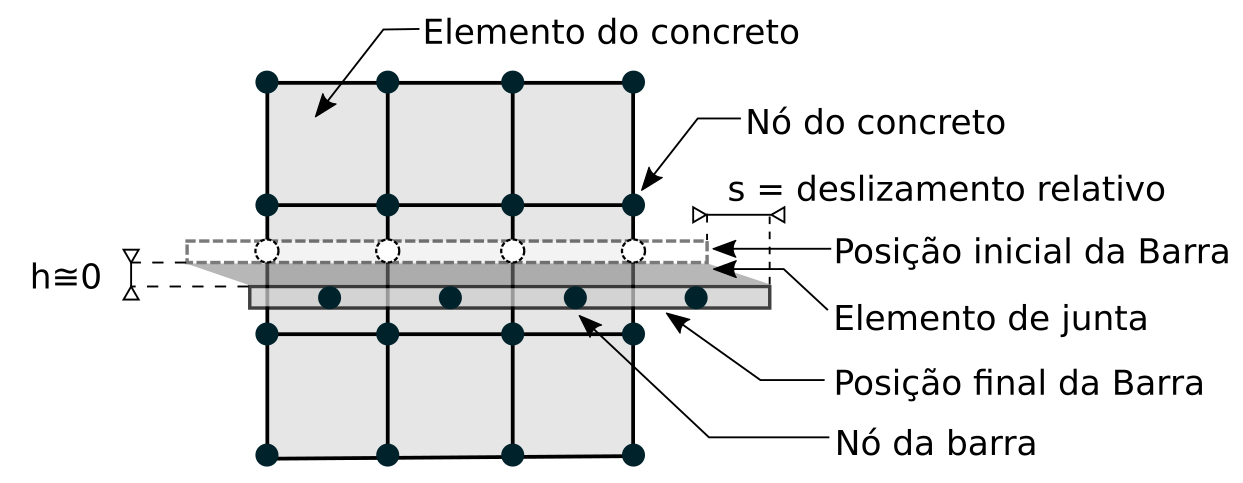 Elemento do concreto
Nó do concreto
s = deslizamento relativo
Posição inicial da Barra
h≅0
Elemento de junta
Posição final da Barra
Nó da barra